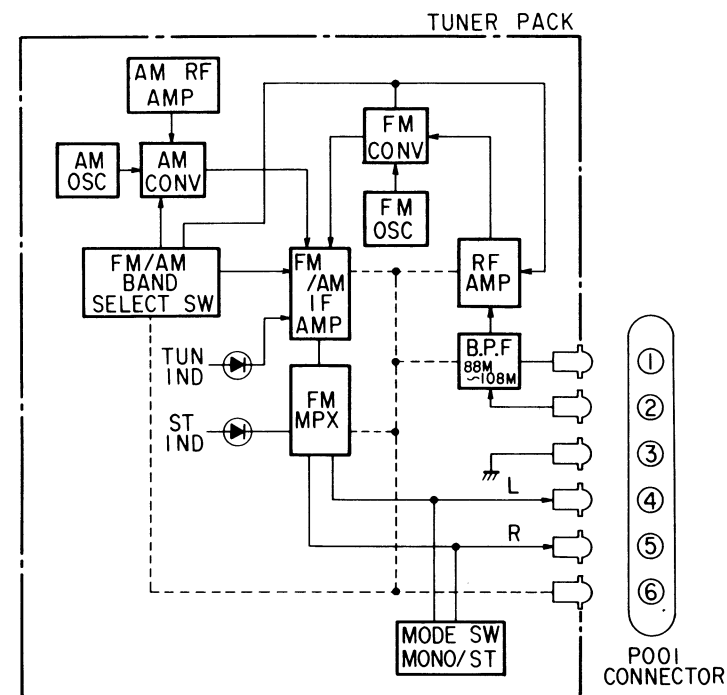 TUNER PACK
AM RF
AMP
AM
OSC
AM
CONV
FM
CONV
FM
OSC
FM/AM
BAND
SELECT SW
FM
/AM
IF
AMP
RF
AMP
TUN
IND
B.P.F
88M
~108M
ST
IND
FM
MPX
L
R
MODE SW
MONO/ST
①
②
③
④
⑤
⑥
P001
CONNECTOR